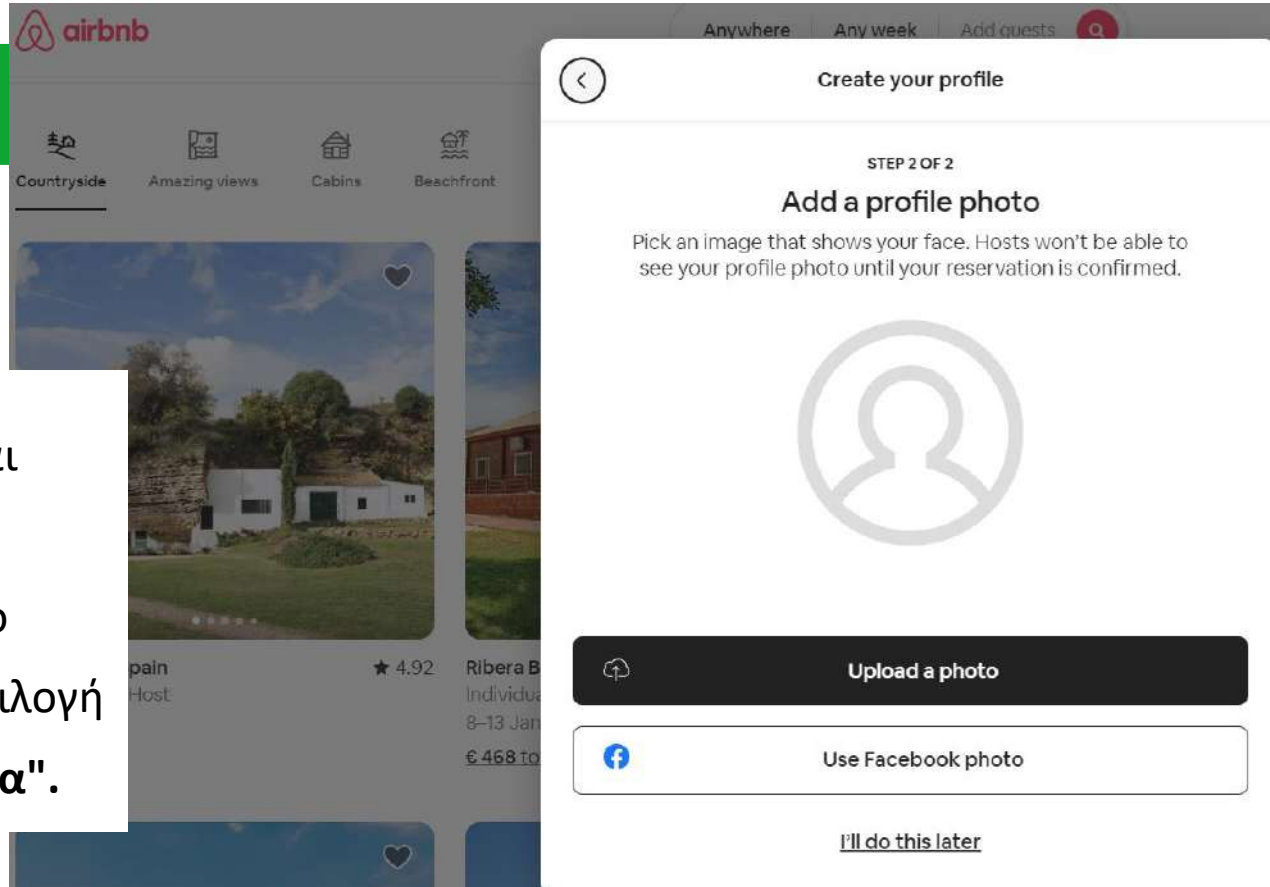 airbnb
Anywhere Any week Add guests
Countryside Amazing views Cabins Beachfront
ιλογή
α".
pain ★ 4.92
Host
Ribera B
Individua
8–13 Jan
€ 468 to
Create your profile
STEP 2 OF 2
Add a profile photo
Pick an image that shows your face. Hosts won't be able to
see your profile photo until your reservation is confirmed.
Upload a photo
Use Facebook photo
I'll do this later